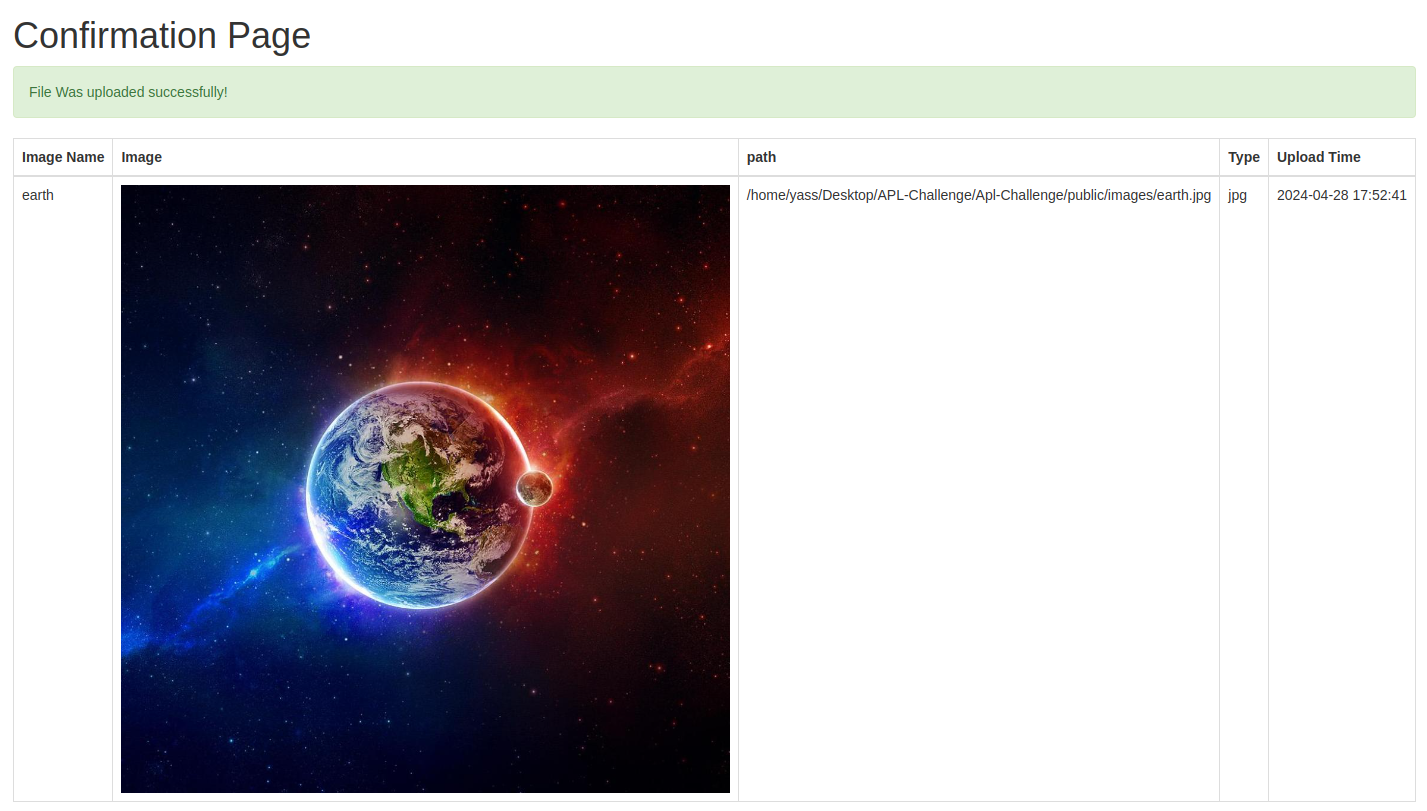 Confirmation Page
File Was uploaded successfully!
Image Name Image path Type Upload Time
earth /home/yass/Desktop/APL-Challenge/Apl-Challenge/public/images/earth.jpg jpg 2024-04-28 17:52:41